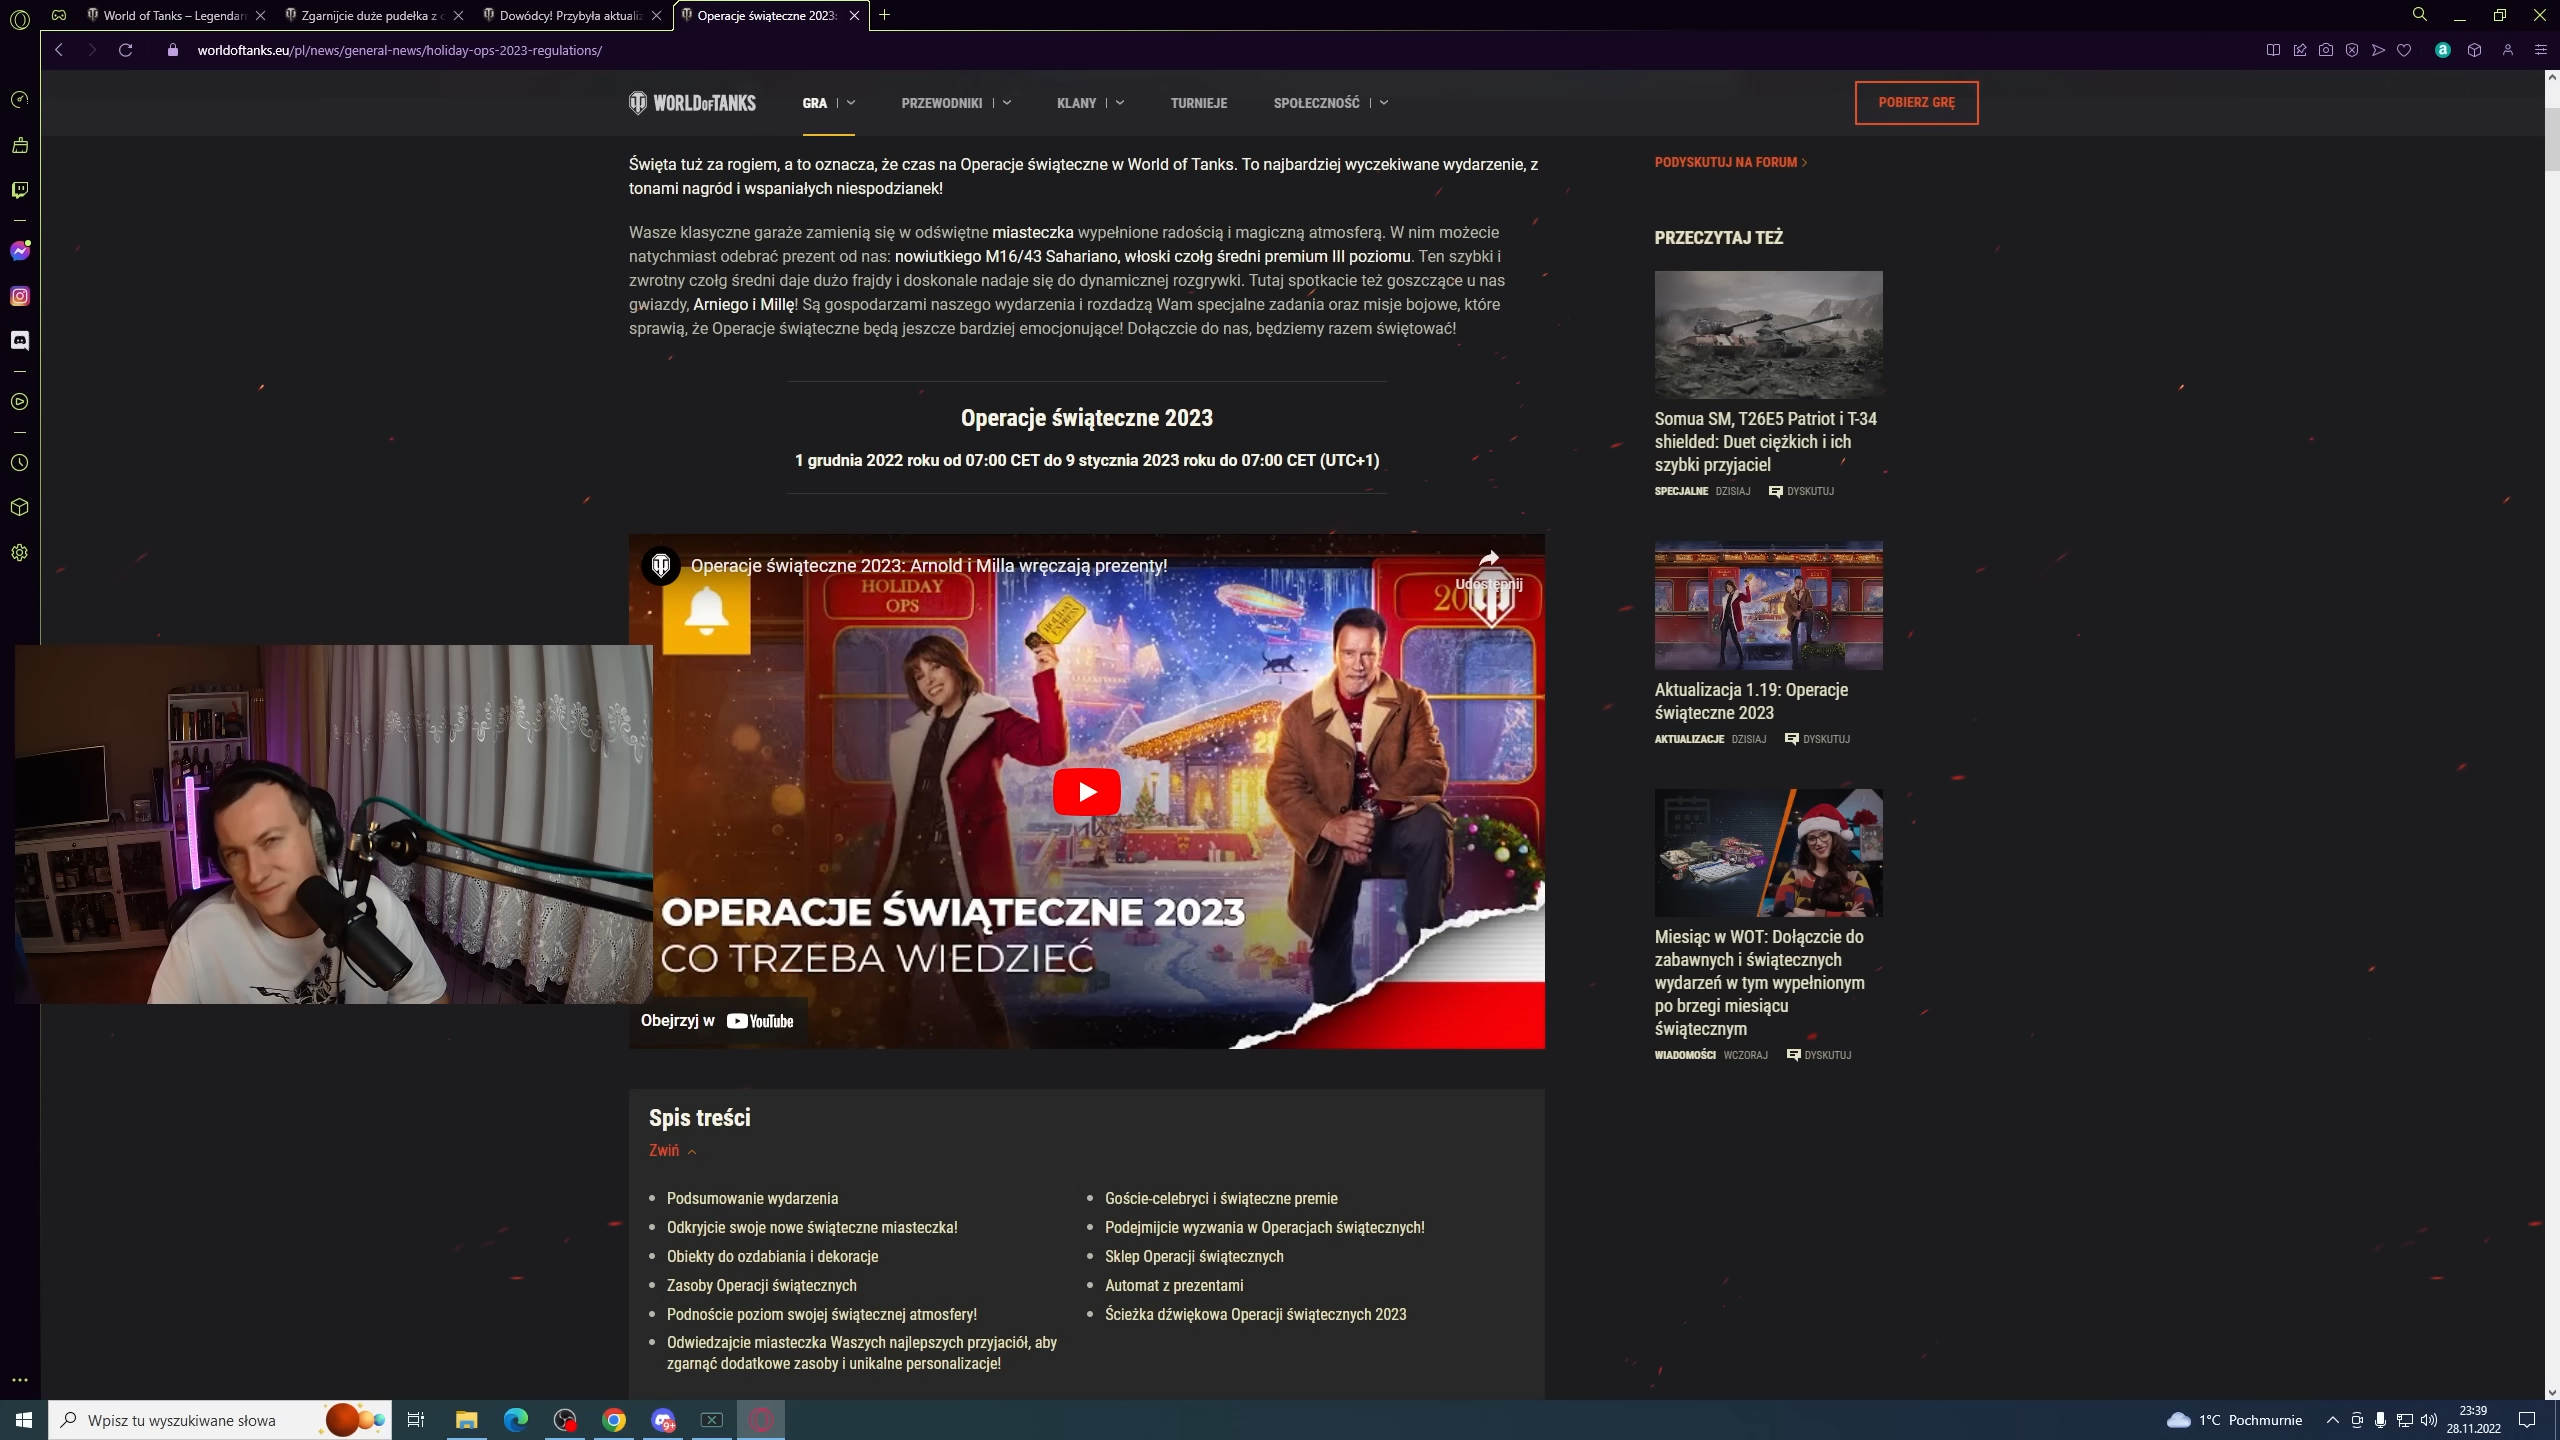 World of Tanks – Legendarn
Zgarnijcie duże pudełka z c
Dowódcy! Przybyła aktualiz
Operacje świąteczne 2023:
worldoftanks.eu/pl/news/general-news/holiday-ops-2023-regulations/
WORLD OF TANKS
GRA
PRZEWODNIKI
KLANY
TURNIEJE
SPOŁECZNOŚĆ
POBIERZ GRĘ
Święta tuż za rogiem, a to oznacza, że czas na Operacje świąteczne w World of Tanks. To najbardziej wyczekiwane wydarzenie, z
tonami nagród i wspaniałych niespodzianek!
Wasze klasyczne garaże zamienią się w odświętne miasteczka wypełnione radością i magiczną atmosferą. W nim możecie
natychmiast odebrać prezent od nas: nowiutkiego M16/43 Sahariano, włoski czołg średni premium III poziomu. Ten szybki i
zwrotny czołg średni daje dużo frajdy i doskonale nadaje się do dynamicznej rozgrywki. Tutaj spotkacie też goszczące u nas
gwiazdy, Arniego i Millę! Są gospodarzami naszego wydarzenia i rozdadzą Wam specjalne zadania oraz misje bojowe, które
sprawią, że Operacje świąteczne będą jeszcze bardziej emocjonujące! Dołączcie do nas, będziemy razem świętować!
Operacje świąteczne 2023
1 grudnia 2022 roku od 07:00 CET do 9 stycznia 2023 roku do 07:00 CET (UTC+1)
Operacje świąteczne 2023: Arnold i Milla wręczają prezenty!
Udostępnij
HOLIDAY
OPS
20
OPERACJE ŚWIĄTECZNE 2023
CO TRZEBA WIEDZIEĆ
Obejrzyj w YouTube
Spis treści
Zwiń
Podsumowanie wydarzenia
Odkryjcie swoje nowe świąteczne miasteczka!
Obiekty do ozdabiania i dekoracje
Zasoby Operacji świątecznych
Podnoście poziom swojej świątecznej atmosfery!
Odwiedzajcie miasteczka Waszych najlepszych przyjaciół, aby
zgarnąć dodatkowe zasoby i unikalne personalizacje!
Goście-celebryci i świąteczne premie
Podejmijcie wyzwania w Operacjach świątecznych!
Sklep Operacji świątecznych
Automat z prezentami
Ścieżka dźwiękowa Operacji świątecznych 2023
PODYSKUTUJ NA FORUM
PRZECZYTAJ TEŻ
Somua SM, T26E5 Patriot i T-34
shielded: Duet ciężkich i ich
szybki przyjaciel
SPECJALNE DZISIAJ DYSKUTUJ
Aktualizacja 1.19: Operacje
świąteczne 2023
AKTUALIZACJE DZISIAJ DYSKUTUJ
Miesiąc w WOT: Dołączcie do
zabawnych i świątecznych
wydarzeń w tym wypełnionym
po brzegi miesiącu
świątecznym
WIADOMOŚCI WCZORAJ DYSKUTUJ
Wpisz tu wyszukiwane słowa
9+
1°C Pochmurnie
23:39
28.11.2022